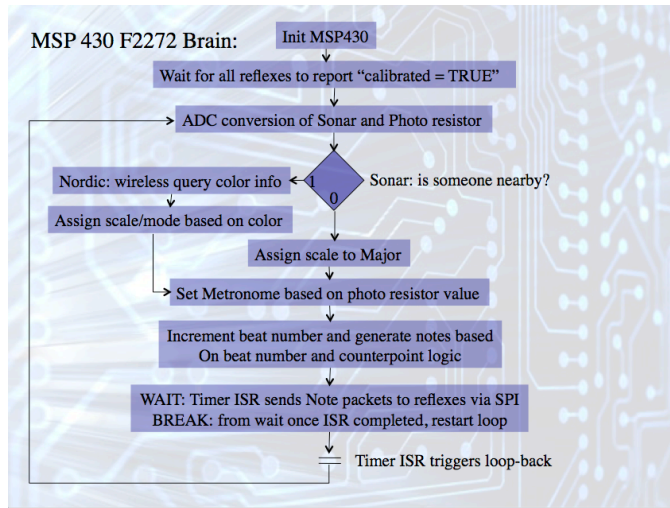 MSP 430 F2272 Brain:
Init MSP430
Wait for all reflexes to report “calibrated = TRUE”
ADC conversion of Sonar and Photo resistor
Nordic: wireless query color info
1
0
Sonar: is someone nearby?
Assign scale/mode based on color
Assign scale to Major
Set Metronome based on photo resistor value
Increment beat number and generate notes based
On beat number and counterpoint logic
WAIT: Timer ISR sends Note packets to reflexes via SPI
BREAK: from wait once ISR completed, restart loop
Timer ISR triggers loop-back